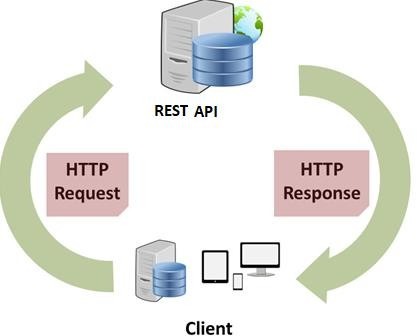 REST API
HTTP
Request
HTTP
Response
Client